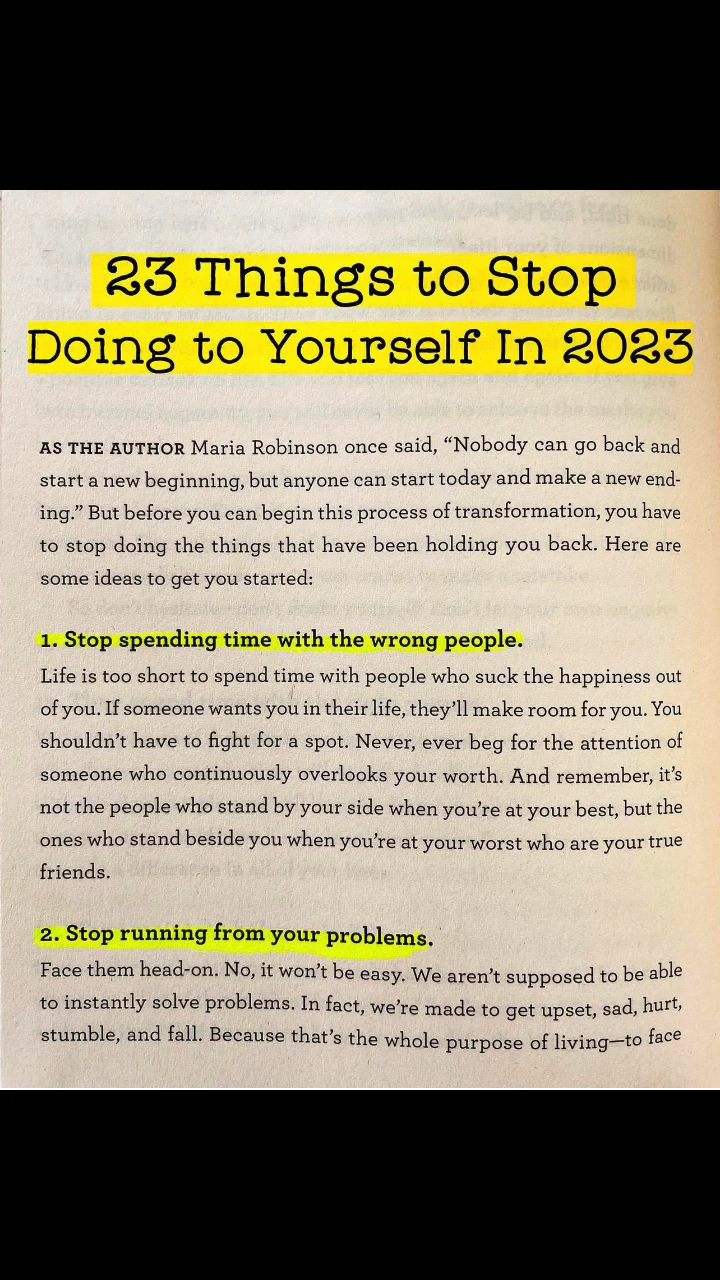 23 Things to Stop
Doing to Yourself In 2023
AS THE AUTHOR Maria Robinson once said, “Nobody can go back and
start a new beginning, but anyone can start today and make a new end-
ing.” But before you can begin this process of transformation, you have
to stop doing the things that have been holding you back. Here are
some ideas to get you started:
1. Stop spending time with the wrong people.
Life is too short to spend time with people who suck the happiness out
of you. If someone wants you in their life, they’ll make room for you. You
shouldn’t have to fight for a spot. Never, ever beg for the attention of
someone who continuously overlooks your worth. And remember, it’s
not the people who stand by your side when you’re at your best, but the
ones who stand beside you when you’re at your worst who are your true
friends.
2. Stop running from your problems.
Face them head-on. No, it won’t be easy. We aren’t supposed to be able
to instantly solve problems. In fact, we’re made to get upset, sad, hurt,
stumble, and fall. Because that’s the whole purpose of living—to face